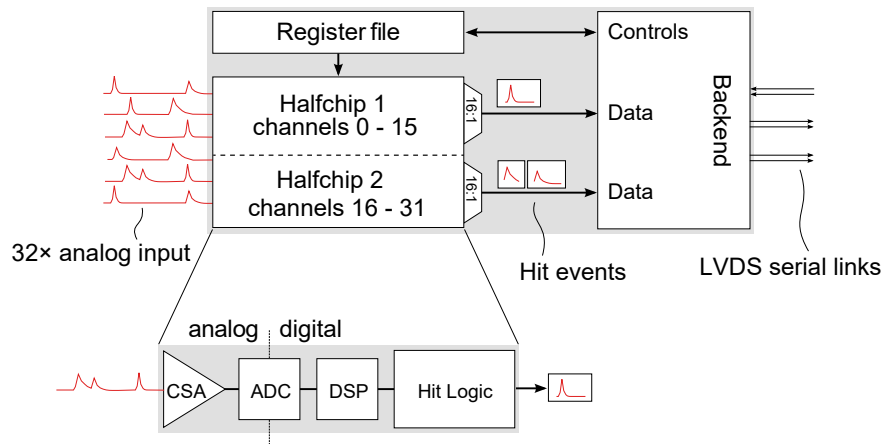 Register file
Controls
Halfchip 1
channels 0 - 15
16:1
Data
Backend
Halfchip 2
channels 16 - 31
16:1
Data
32× analog input
Hit events
LVDS serial links
analog
digital
CSA
ADC
DSP
Hit Logic